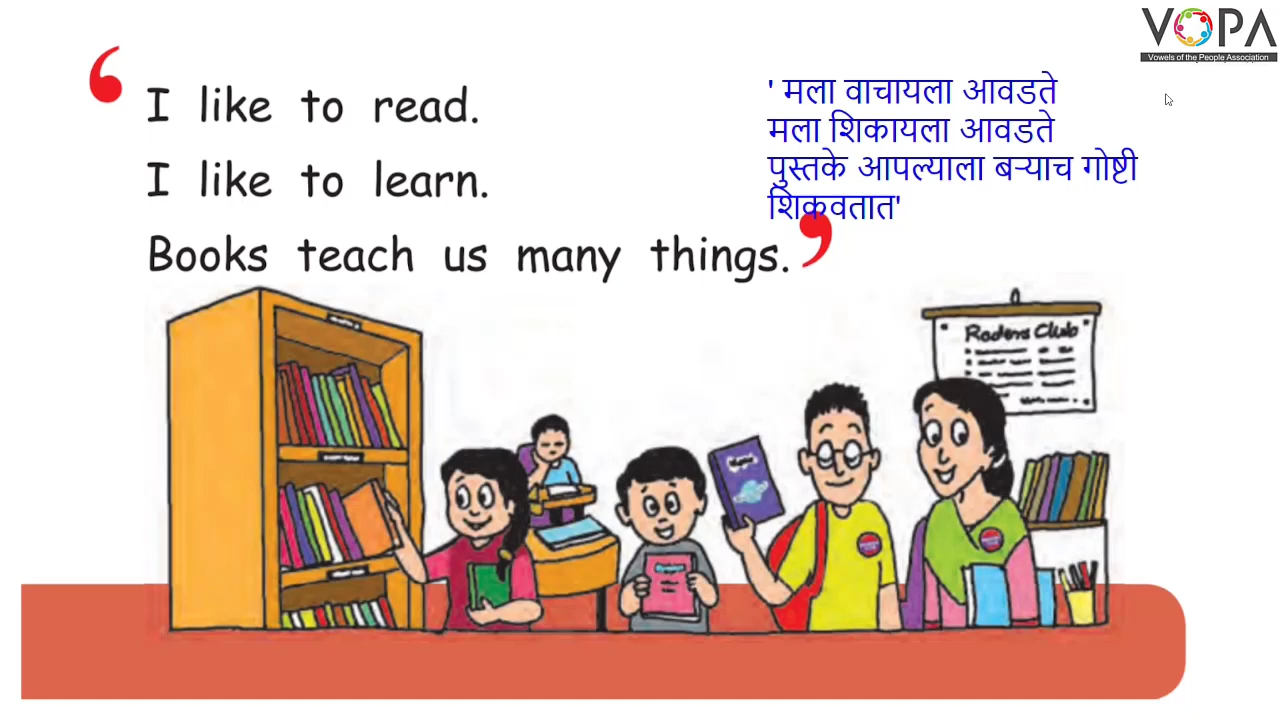 VOPA
Vowels of the People Association
‘
I like to read.
I like to learn.
Books teach us many things.’
' मला वाचायला आवडते
मला शिकायला आवडते
पुस्तके आपल्याला बऱ्याच गोष्टी
शिकवतात'
Raders Club